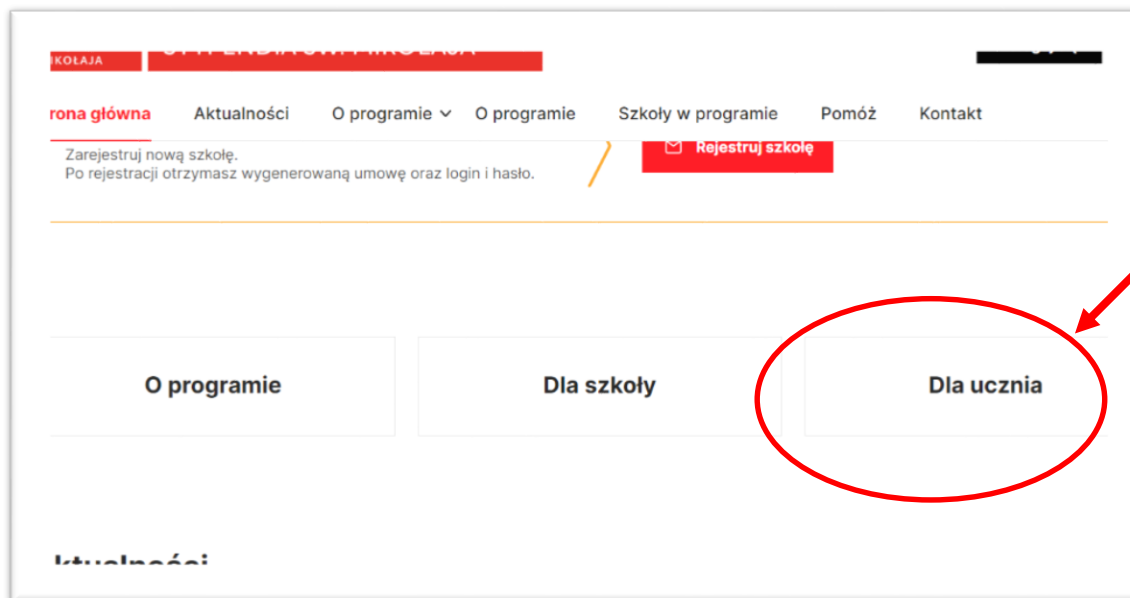 IKOŁAJA
rona główna Aktualności O programie O programie Szkoły w programie Pomóż Kontakt
Zarejestruj nową szkołę.
Po rejestracji otrzymasz wygenerowaną umowę oraz login i hasło.
Rejestruj szkołę
O programie Dla szkoły Dla ucznia